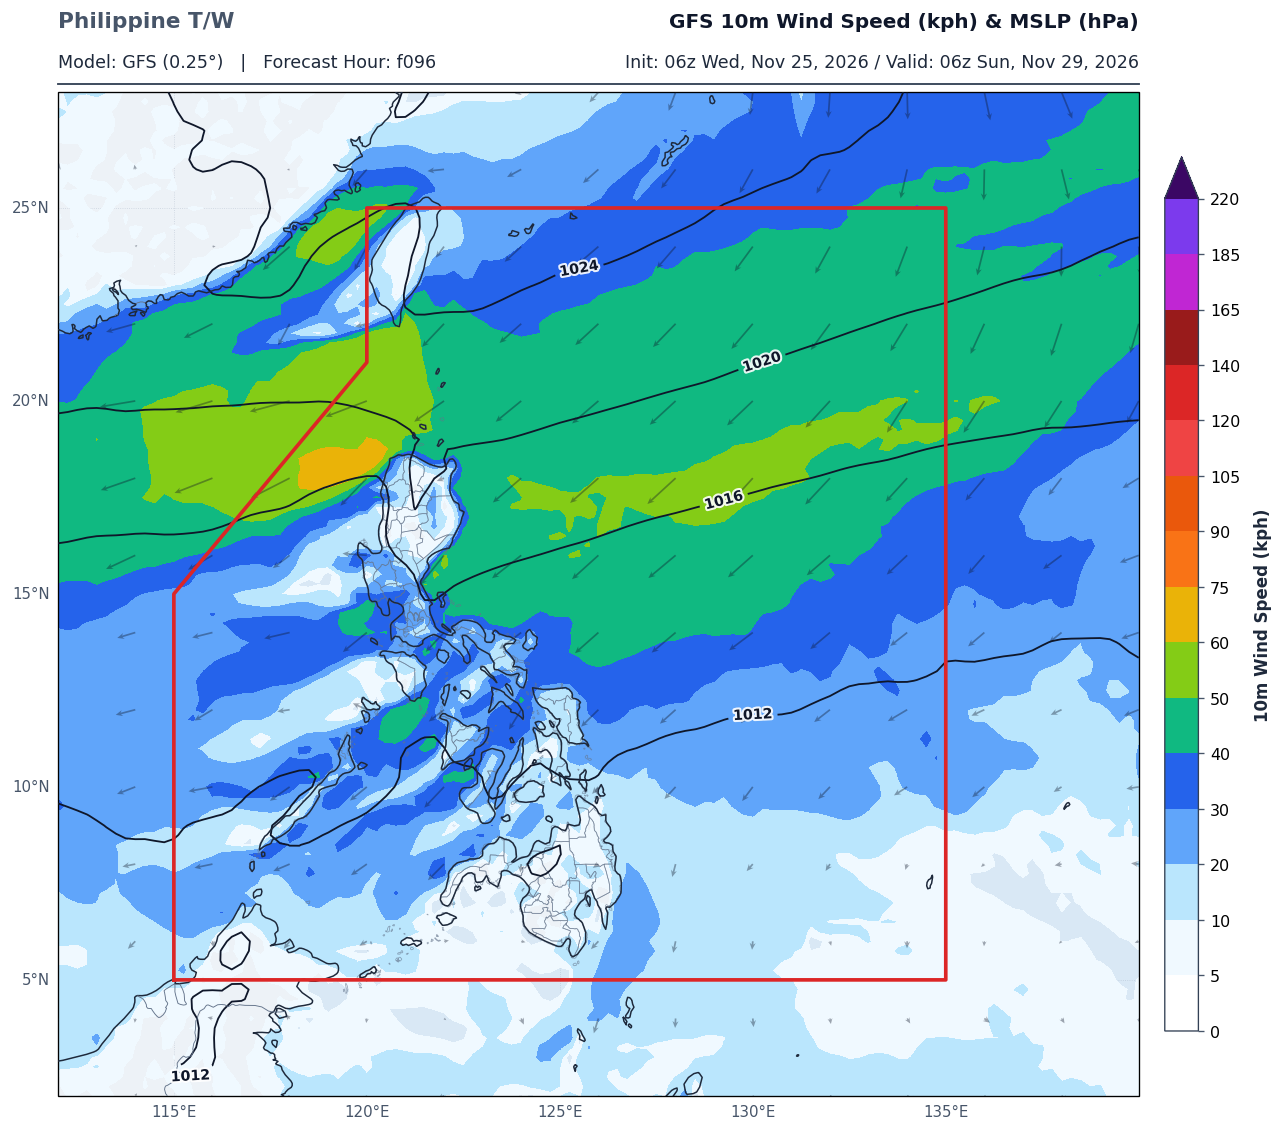 Philippine T/W
GFS 10m Wind Speed (kph) & MSLP (hPa)
Model: GFS (0.25°)   |   Forecast Hour: f096
Init: 06z Wed, Nov 25, 2026 / Valid: 06z Sun, Nov 29, 2026
25°N
20°N
15°N
10°N
5°N
1024
1020
1016
1012
1012
115°E
120°E
125°E
130°E
135°E
220
185
165
140
120
105
90
75
60
50
40
30
20
10
5
0
10m Wind Speed (kph)